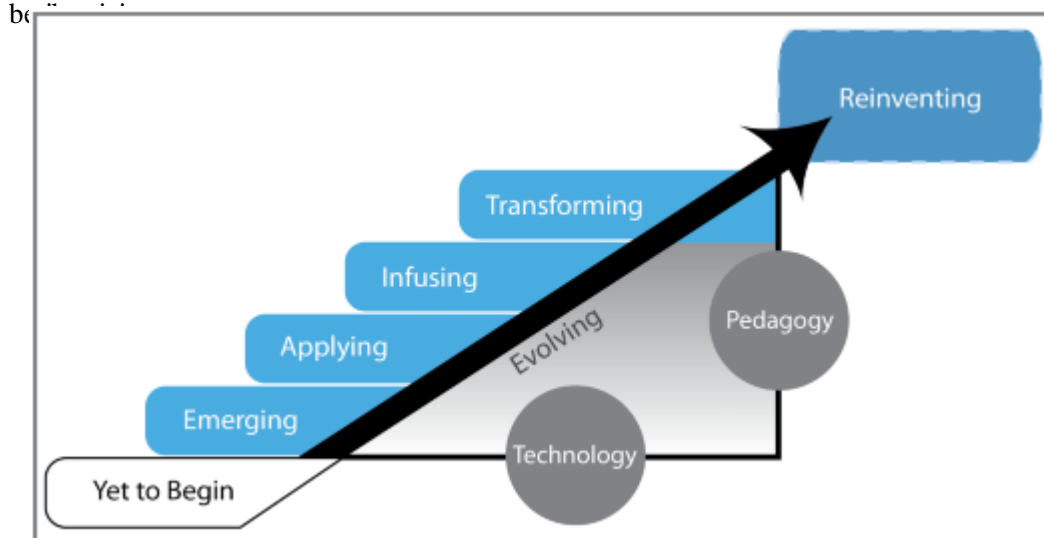 Reinventing
Transforming
Infusing
Pedagogy
Evolving
Applying
Emerging
Technology
Yet to Begin